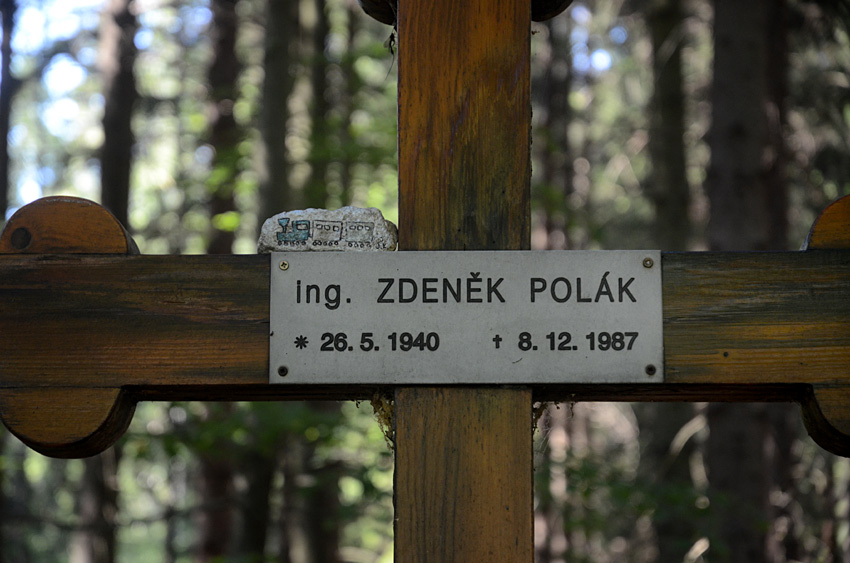 ing. ZDENĚK POLÁK
* 26. 5. 1940 † 8. 12. 1987